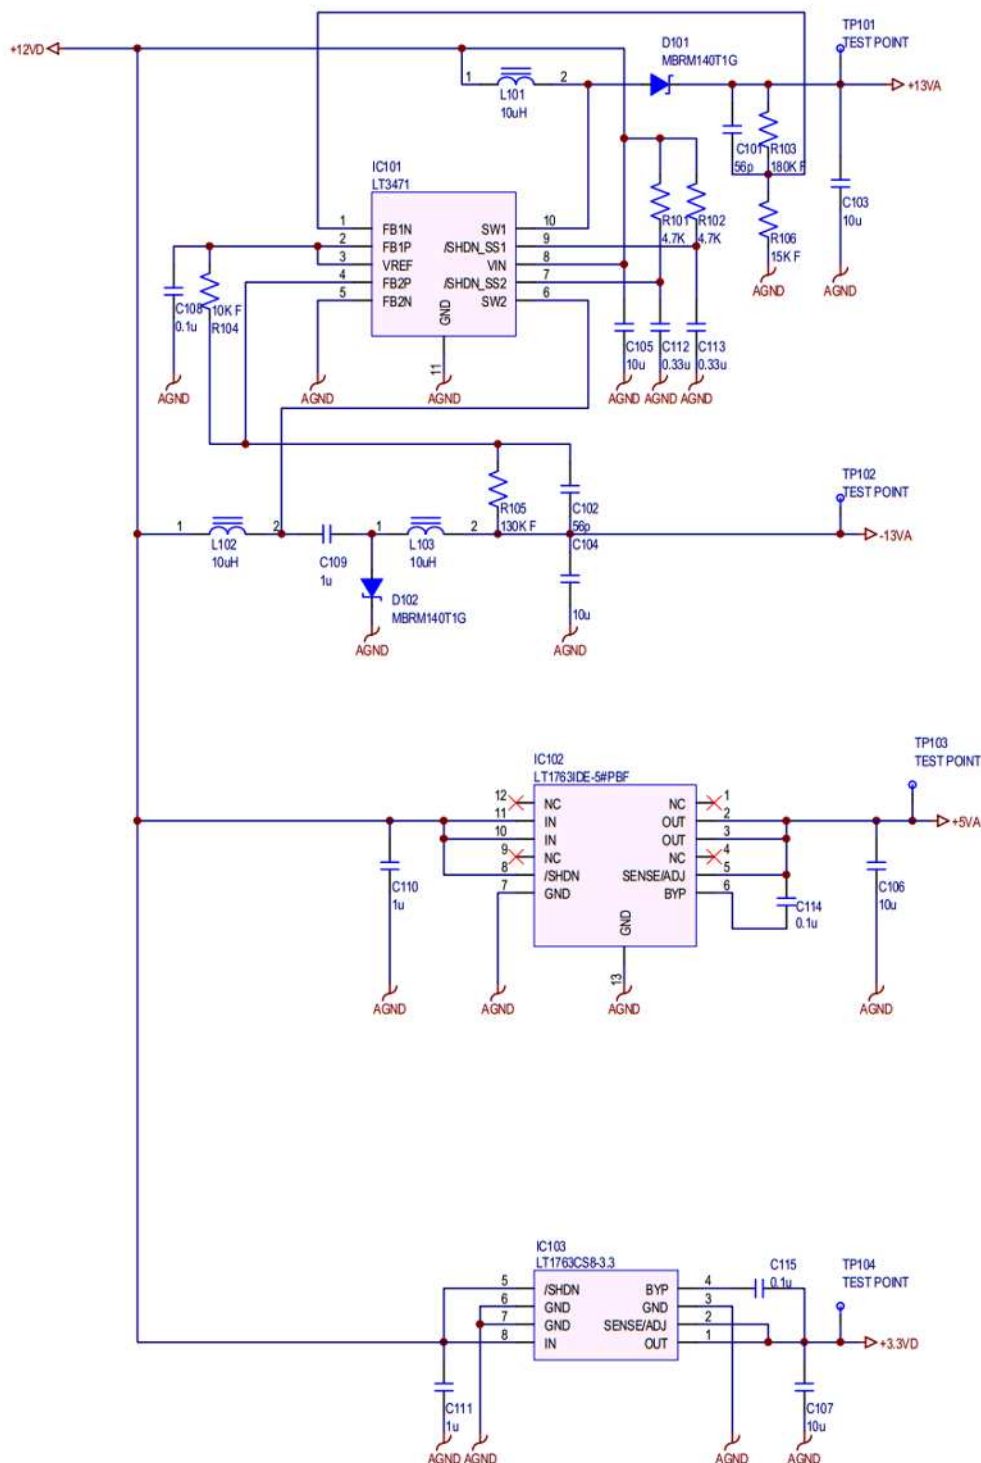 +12VD
D101
MBRM140T1G
TP101
TEST POINT
+13VA
1
2
L101
10uH
C101
56p
R103
180K F
C103
10u
R106
15K F
AGND
AGND
IC101
LT3471
1 FB1N
2 FB1P
3 VREF
4 FB2P
5 FB2N
SW1 10
/SHDN_SS1 9
VIN 8
/SHDN_SS2 7
SW2 6
GND
11
R101
4.7K
R102
4.7K
C108
0.1u
10K F
R104
C105
10u
C112
0.33u
C113
0.33u
AGND
AGND
AGND
AGND
AGND
AGND
TP102
TEST POINT
-13VA
1
2
L102
10uH
C109
1u
1
2
L103
10uH
R105
130K F
C102
56p
C104
10u
D102
MBRM140T1G
AGND
AGND
TP103
TEST POINT
+5VA
IC102
LT1763IDE-5#PBF
12 NC
11 IN
10 IN
9 NC
8 /SHDN
7 GND
NC 1
OUT 2
OUT 3
NC 4
SENSE/ADJ 5
BYP 6
GND
13
C110
1u
C114
0.1u
C106
10u
AGND
AGND
AGND
AGND
IC103
LT1763CS8-3.3
5 /SHDN
6 GND
7 GND
8 IN
BYP 4
GND 3
SENSE/ADJ 2
OUT 1
C115
0.1u
TP104
TEST POINT
+3.3VD
C111
1u
C107
10u
AGND
AGND
AGND
AGND